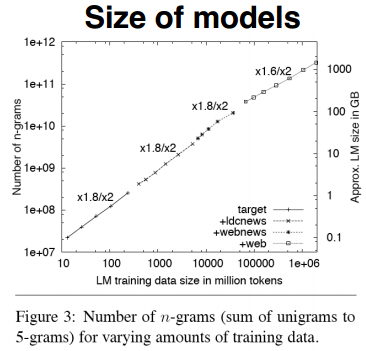 Size of models
1e+12
1e+11
1e+10
1e+09
1e+08
1e+07
Number of n-grams
x1.8/x2
x1.8/x2
x1.8/x2
x1.6/x2
1000
100
10
1
0.1
Approx. LM size in GB
target
+ldcnews
+webnews
+web
10 100 1000 10000 100000 1e+06
LM training data size in million tokens
Figure 3: Number of n-grams (sum of unigrams to
5-grams) for varying amounts of training data.